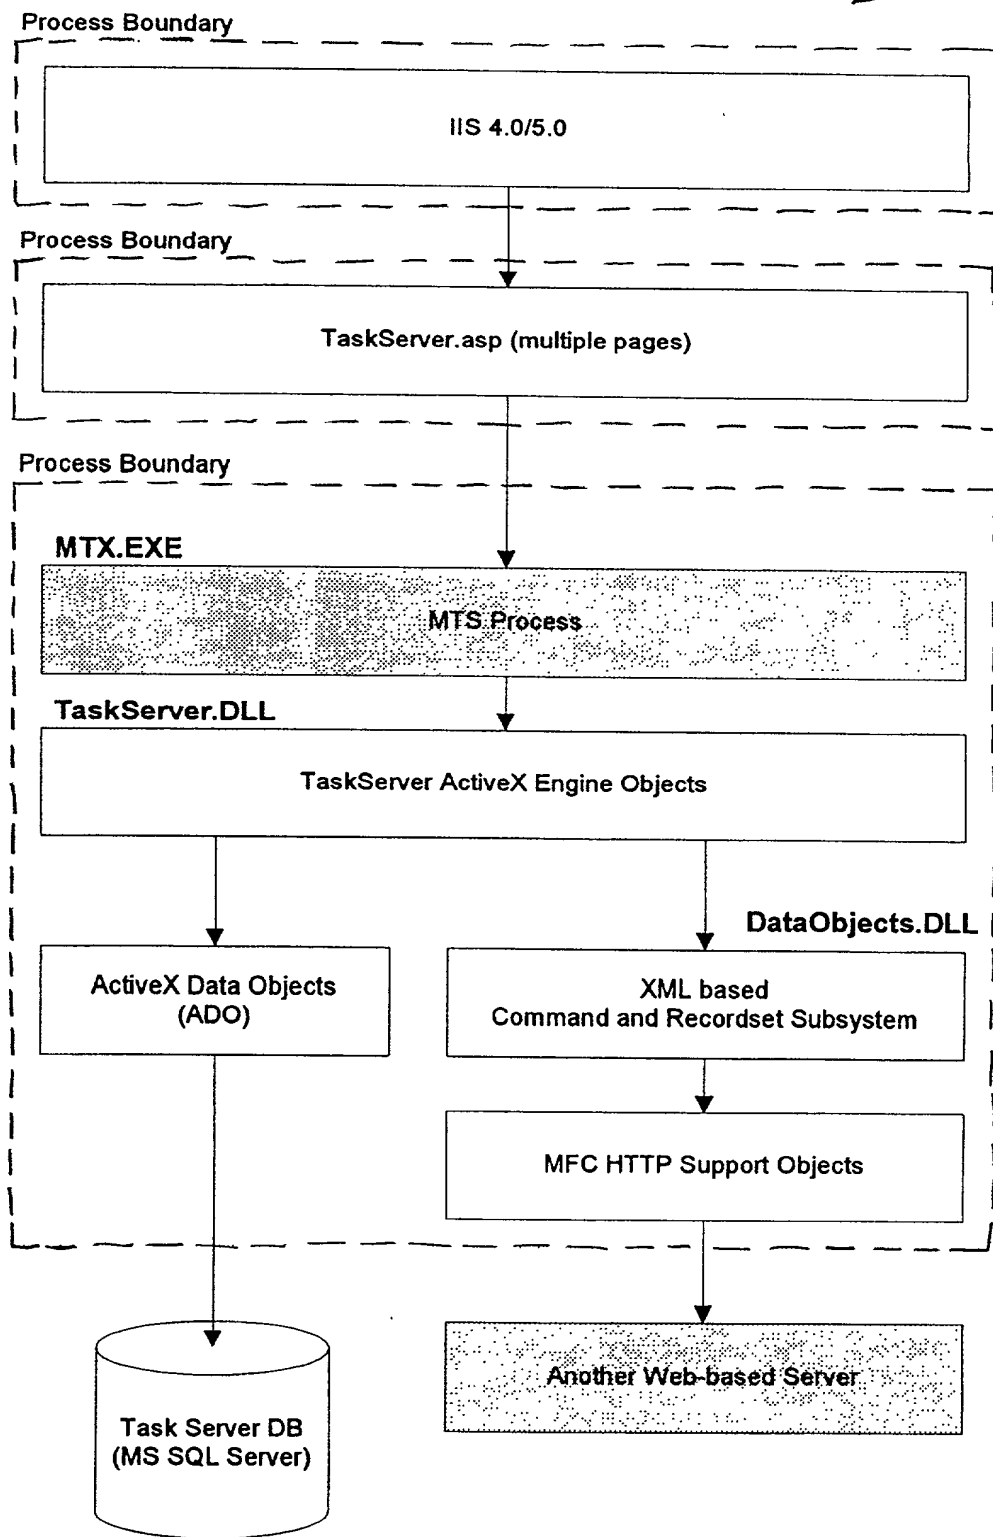 Process Boundary
IIS 4.0/5.0
Process Boundary
TaskServer.asp (multiple pages)
Process Boundary
MTX.EXE
MTS Process
TaskServer.DLL
TaskServer ActiveX Engine Objects
DataObjects.DLL
ActiveX Data Objects
(ADO)
XML based
Command and Recordset Subsystem
MFC HTTP Support Objects
Another Web-based Server
Task Server DB
(MS SQL Server)